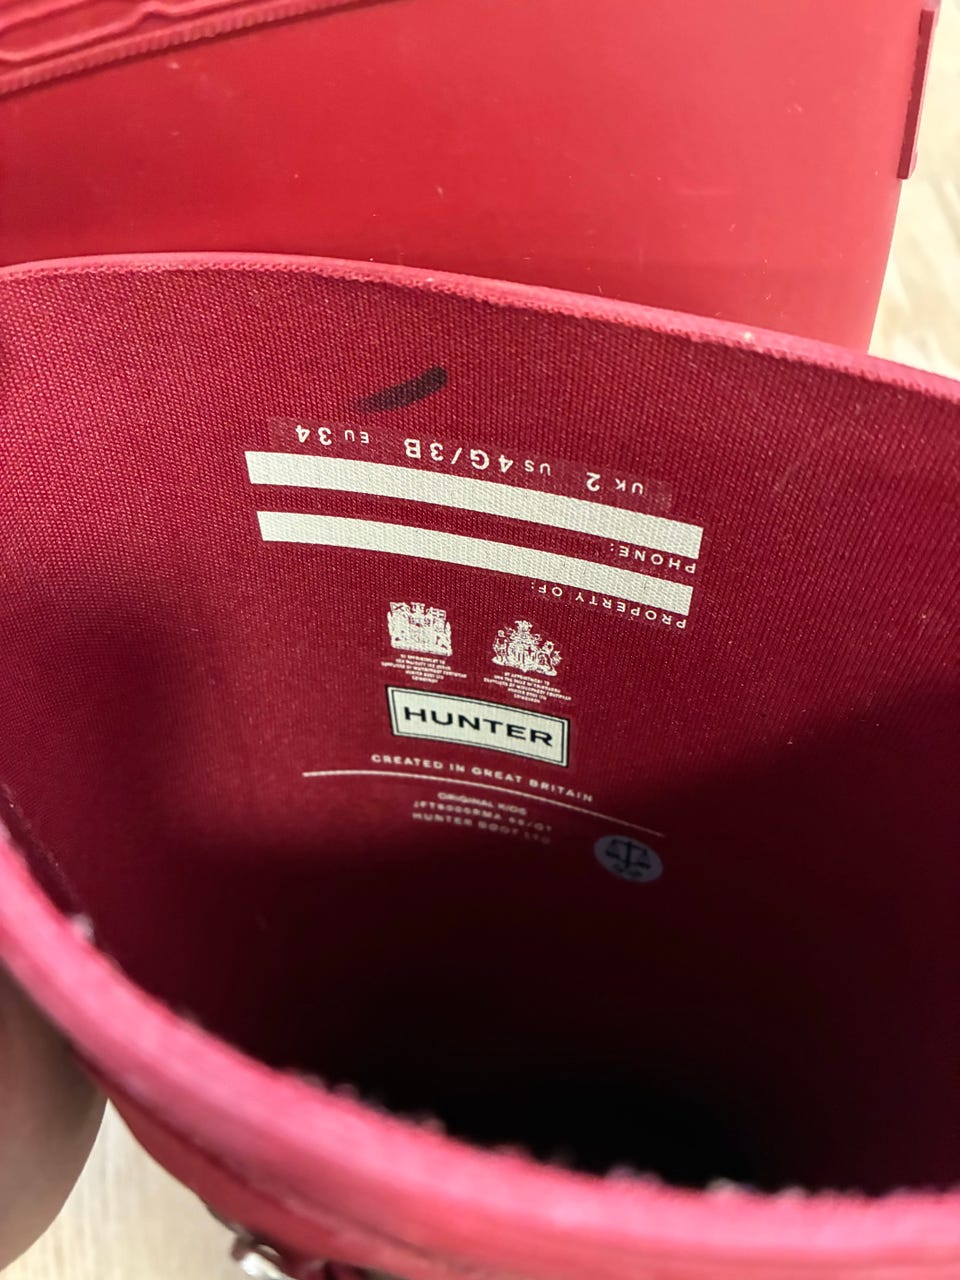 HUNTER
CREATED IN GREAT BRITAIN
ORIGINAL KIDS
HUNTER BOOT LTD
PROPERTY OF:
PHONE:
UK 2 US 4G/3B EU 34